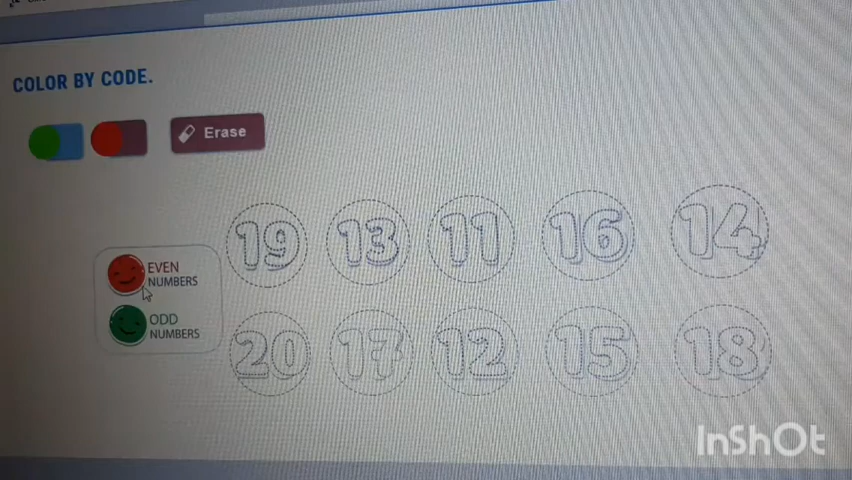 COLOR BY CODE.
Erase
19 13 11 16 14
EVEN
NUMBERS
ODD
NUMBERS
20 17 12 15 18
InShOt